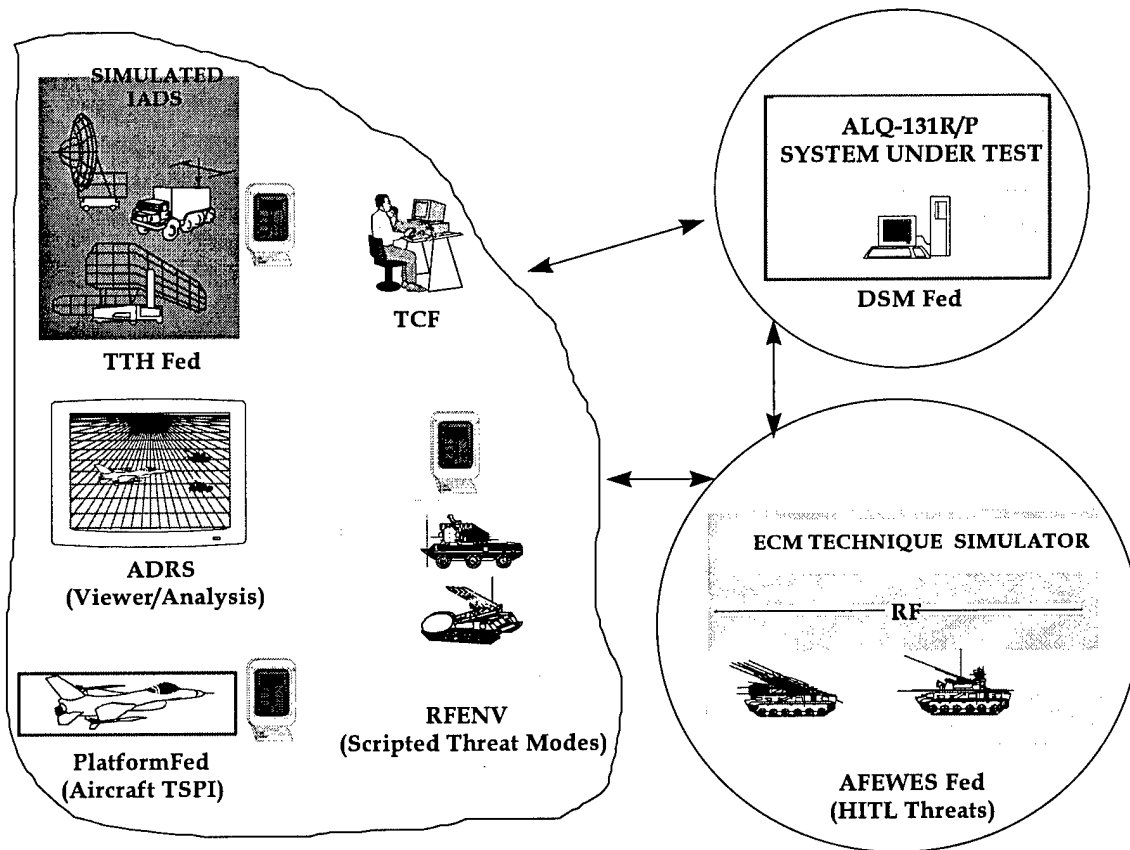 SIMULATED
IADS
TTH Fed
TCF
ADRS
(Viewer/Analysis)
PlatformFed
(Aircraft TSPI)
RFENV
(Scripted Threat Modes)
ALQ-131R/P
SYSTEM UNDER TEST
DSM Fed
ECM TECHNIQUE SIMULATOR
RF
AFEWES Fed
(HITL Threats)